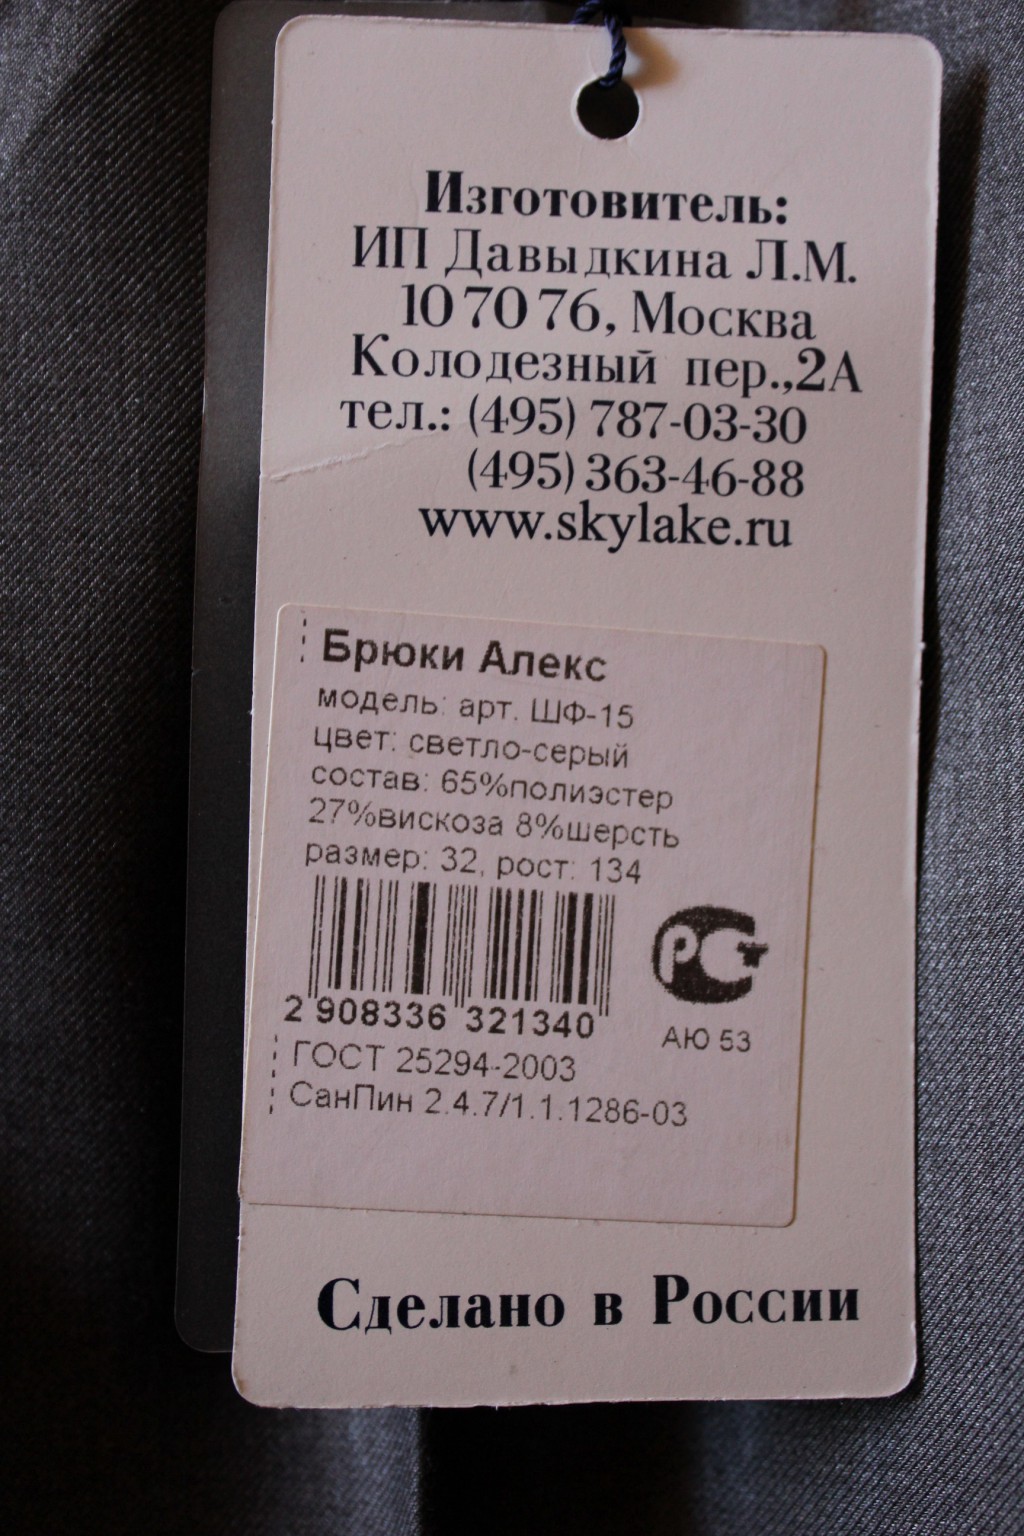 Изготовитель:
ИП Давыдкина Л.М.
107076, Москва
Колодезный пер.,2А
тел.: (495) 787-03-30
(495) 363-46-88
www.skylake.ru
Брюки Алекс
модель: арт. ШФ-15
цвет: светло-серый
состав: 65%полиэстер
27%вискоза 8%шерсть
размер: 32, рост: 134
2 908336 321340
РСТ
АЮ 53
ГОСТ 25294-2003
СанПин 2.4.7/1.1.1286-03
Сделано в России